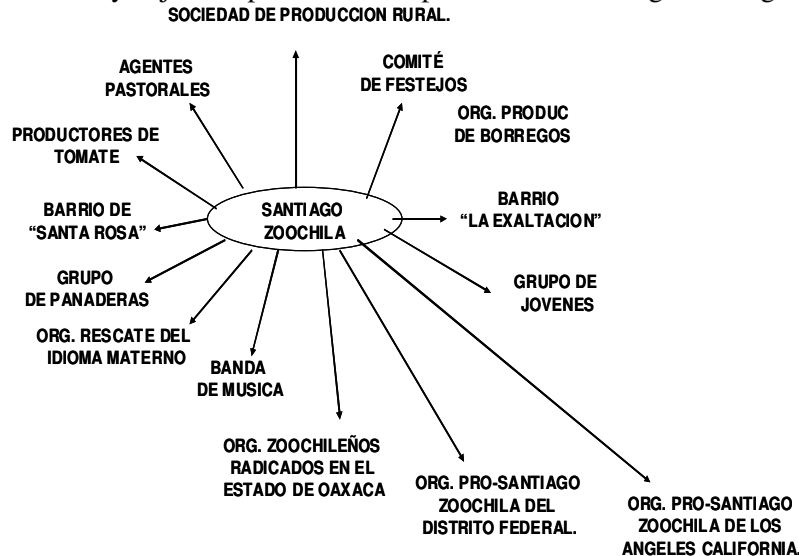 SOCIEDAD DE PRODUCCION RURAL.
AGENTES
PASTORALES
COMITÉ
DE FESTEJOS
ORG. PRODUC
DE BORREGOS
PRODUCTORES DE
TOMATE
BARRIO DE
“SANTA ROSA”
SANTIAGO
ZOOCHILA
BARRIO
“LA EXALTACION”
GRUPO
DE PANADERAS
GRUPO DE
JOVENES
ORG. RESCATE DEL
IDIOMA MATERNO
BANDA
DE MUSICA
ORG. ZOOCHILEÑOS
RADICADOS EN EL
ESTADO DE OAXACA
ORG. PRO-SANTIAGO
ZOOCHILA DEL
DISTRITO FEDERAL.
ORG. PRO-SANTIAGO
ZOOCHILA DE LOS
ANGELES CALIFORNIA.